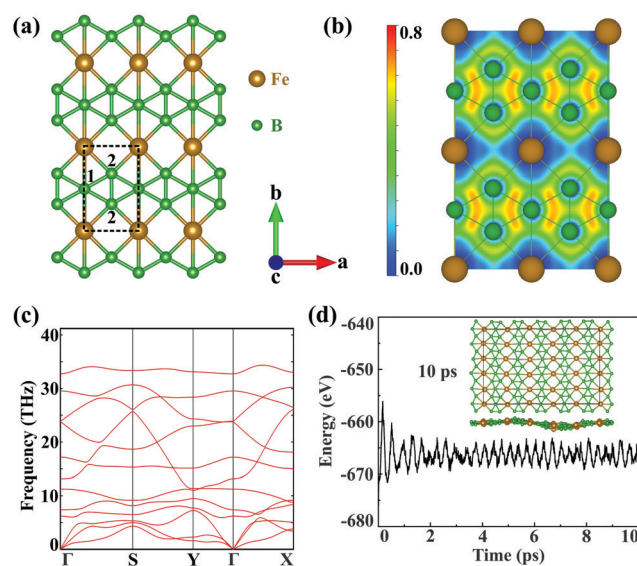 (a)
Fe
B
2
1
2
b
a
c
(b)
0.8
0.0
(c)
Frequency (THz)
40
30
20
10
0
Γ S Y Γ X
(d)
-640
-650
-660
-670
-680
Energy (eV)
10 ps
0 2 4 6 8 10
Time (ps)